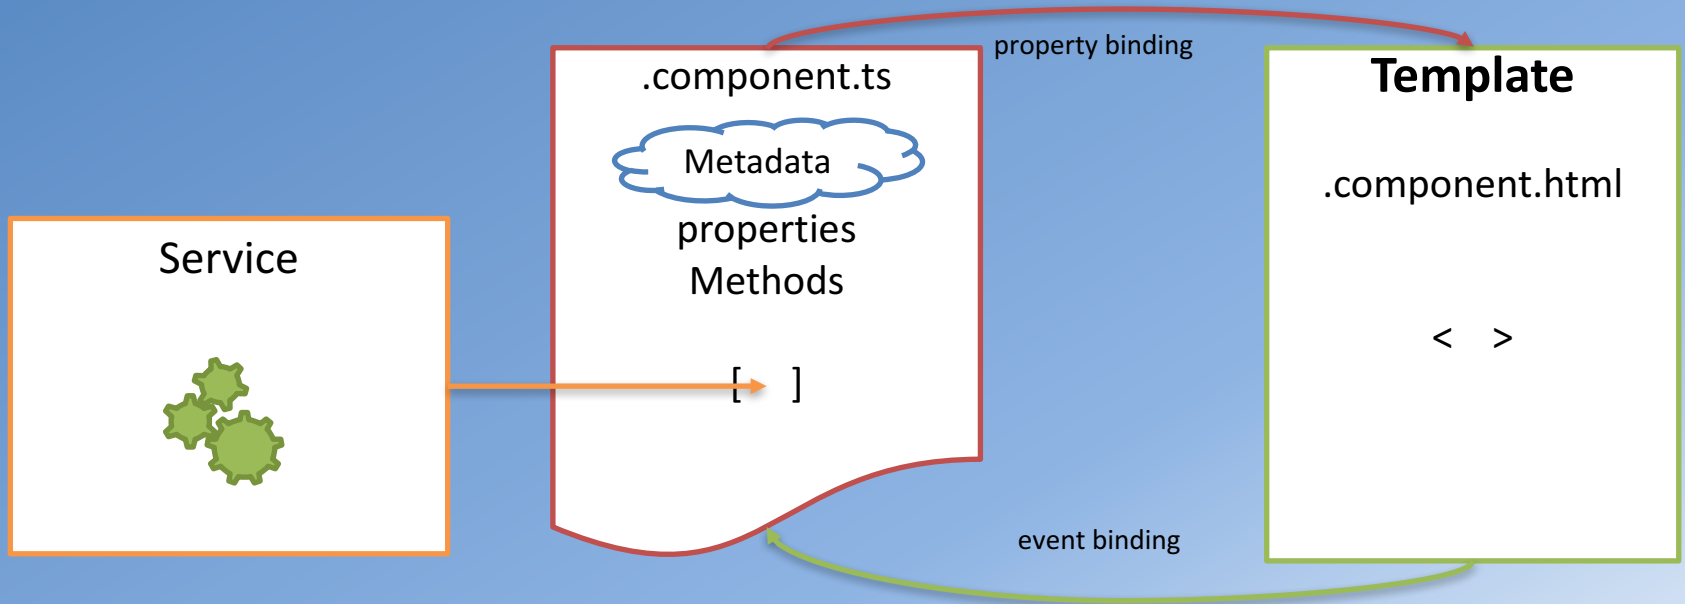 Service
.component.ts
Metadata
properties
Methods
[ ]
property binding
event binding
Template
.component.html
< >